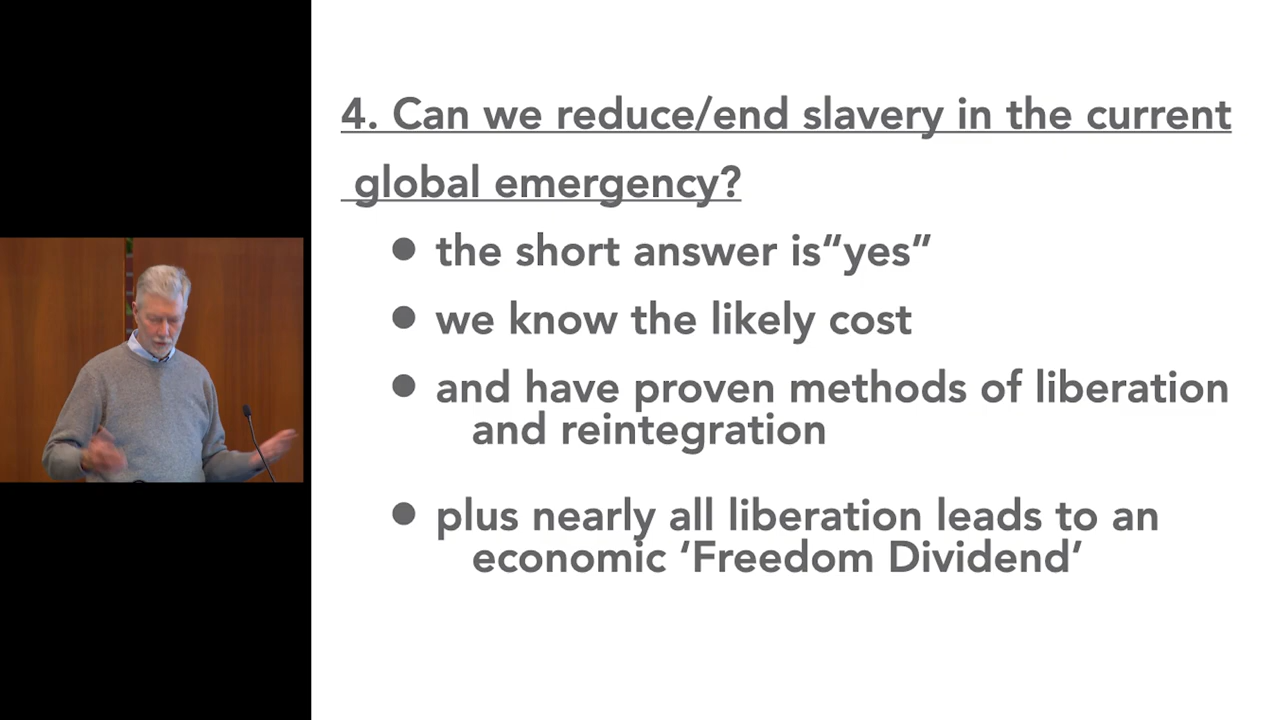 4. Can we reduce/end slavery in the current
global emergency?
• the short answer is“yes”
• we know the likely cost
• and have proven methods of liberation
and reintegration
• plus nearly all liberation leads to an
economic ‘Freedom Dividend’